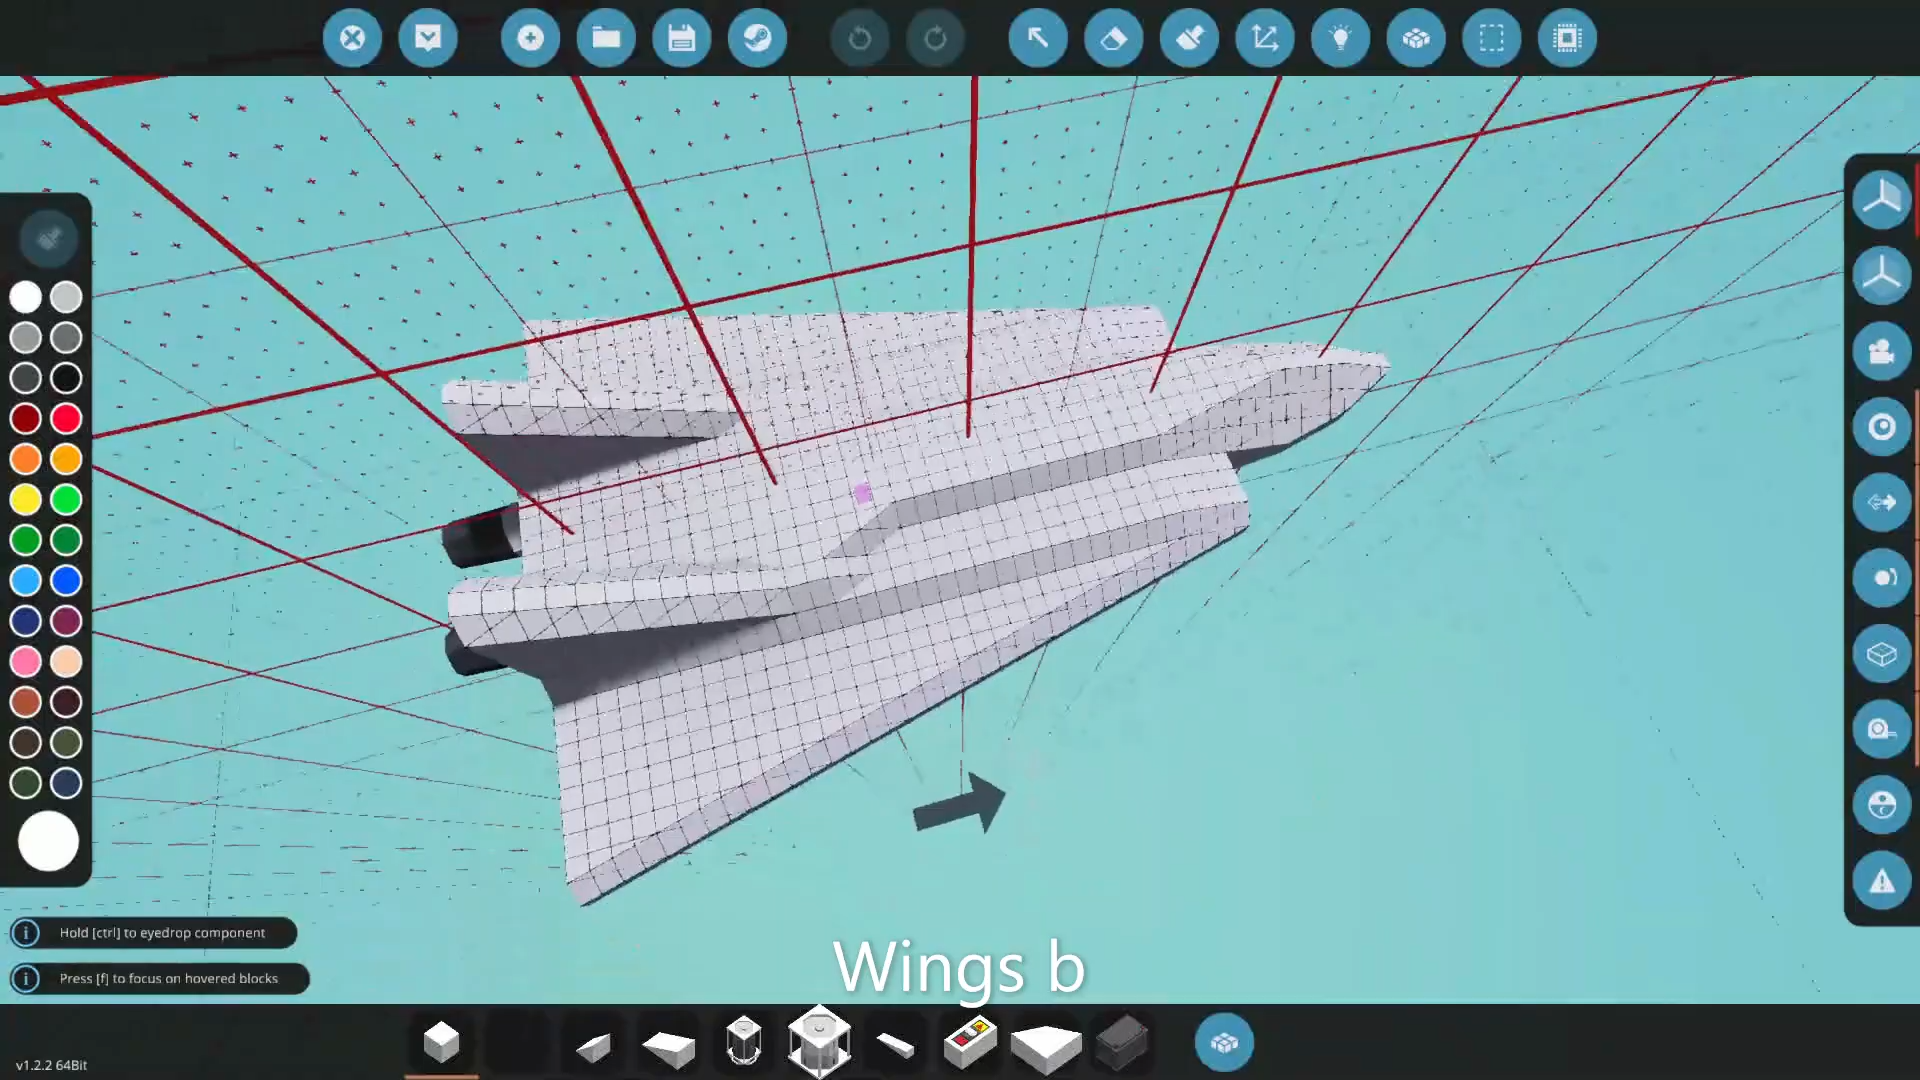 Hold [ctrl] to eyedrop component
Press [f] to focus on hovered blocks
Wings b
v1.2.2 64Bit